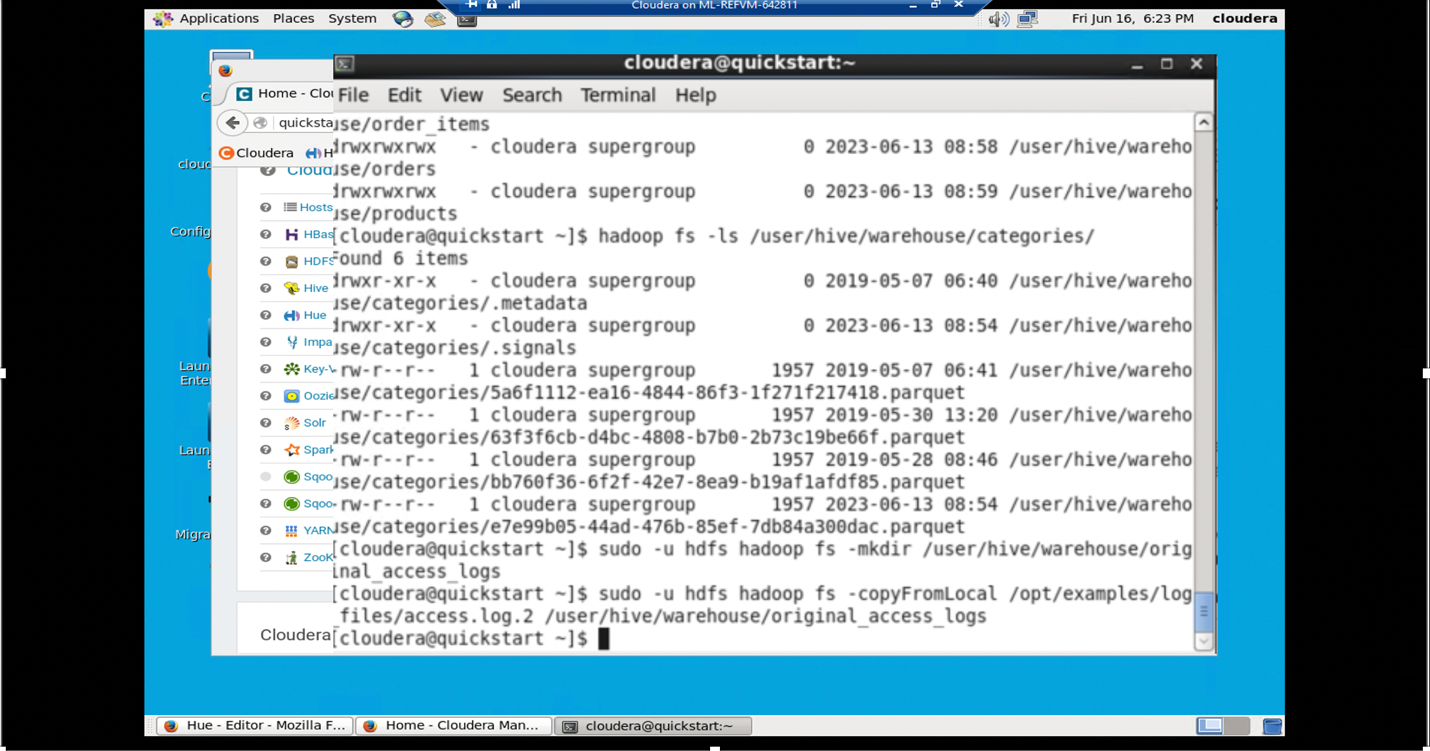 Cloudera on ML-REFVM-642811
Applications Places System
Fri Jun 16, 6:23 PM cloudera
cloudera@quickstart:~
File Edit View Search Terminal Help
Home - Clou
quicksta
Cloudera H
Cloud
Hosts
HBas
HDFS
Hive
Hue
Impa
Key-V
Oozie
Solr
Spark
Sqoo
Sqoo
YARN
ZooK
Cloudera
cloud
Config
Laun
Enter
Laun
Migra
use/order_items
drwxrwxrwx - cloudera supergroup 0 2023-06-13 08:58 /user/hive/wareho
use/orders
drwxrwxrwx - cloudera supergroup 0 2023-06-13 08:59 /user/hive/wareho
use/products
[cloudera@quickstart ~]$ hadoop fs -ls /user/hive/warehouse/categories/
Found 6 items
drwxr-xr-x - cloudera supergroup 0 2019-05-07 06:40 /user/hive/wareho
use/categories/.metadata
drwxr-xr-x - cloudera supergroup 0 2023-06-13 08:54 /user/hive/wareho
use/categories/.signals
-rw-r--r-- 1 cloudera supergroup 1957 2019-05-07 06:41 /user/hive/wareho
use/categories/5a6f1112-ea16-4844-86f3-1f271f217418.parquet
-rw-r--r-- 1 cloudera supergroup 1957 2019-05-30 13:20 /user/hive/wareho
use/categories/63f3f6cb-d4bc-4808-b7b0-2b73c19be66f.parquet
-rw-r--r-- 1 cloudera supergroup 1957 2019-05-28 08:46 /user/hive/wareho
use/categories/bb760f36-6f2f-42e7-8ea9-b19af1afdf85.parquet
-rw-r--r-- 1 cloudera supergroup 1957 2023-06-13 08:54 /user/hive/wareho
use/categories/e7e99b05-44ad-476b-85ef-7db84a300dac.parquet
[cloudera@quickstart ~]$ sudo -u hdfs hadoop fs -mkdir /user/hive/warehouse/orig
inal_access_logs
[cloudera@quickstart ~]$ sudo -u hdfs hadoop fs -copyFromLocal /opt/examples/log
_files/access.log.2 /user/hive/warehouse/original_access_logs
[cloudera@quickstart ~]$
Hue - Editor - Mozilla F... Home - Cloudera Man... cloudera@quickstart:~